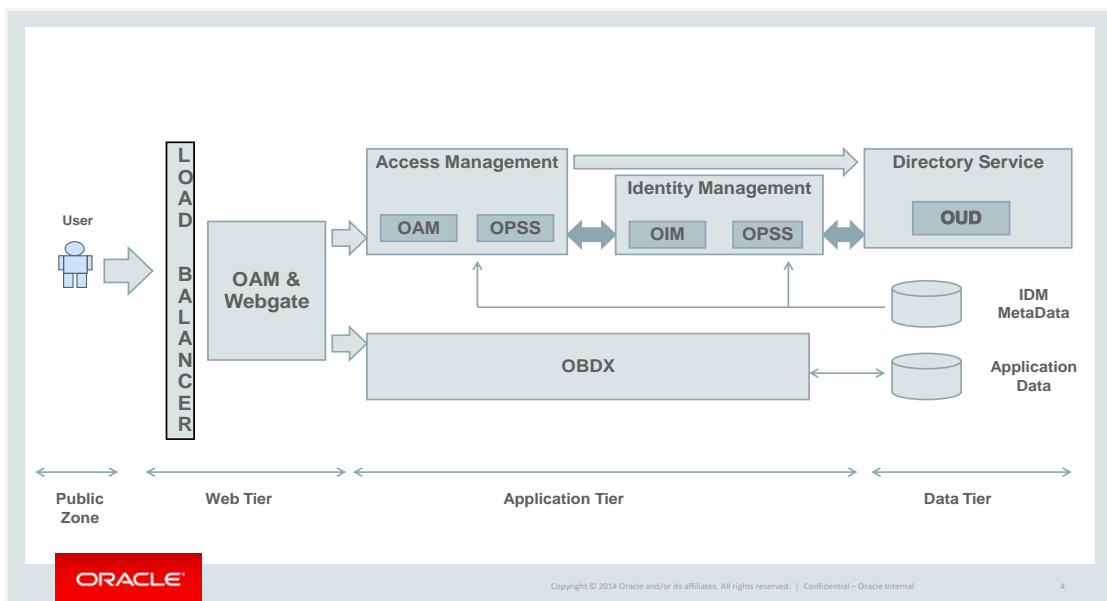 User
LOAD BALANCER
OAM &
Webgate
Access Management
OAM
OPSS
Identity Management
OIM
OPSS
Directory Service
OUD
IDM
MetaData
OBDX
Application
Data
Public
Zone
Web Tier
Application Tier
Data Tier
ORACLE
Copyright © 2014 Oracle and/or its affiliates. All rights reserved. | Confidential – Oracle Internal
4